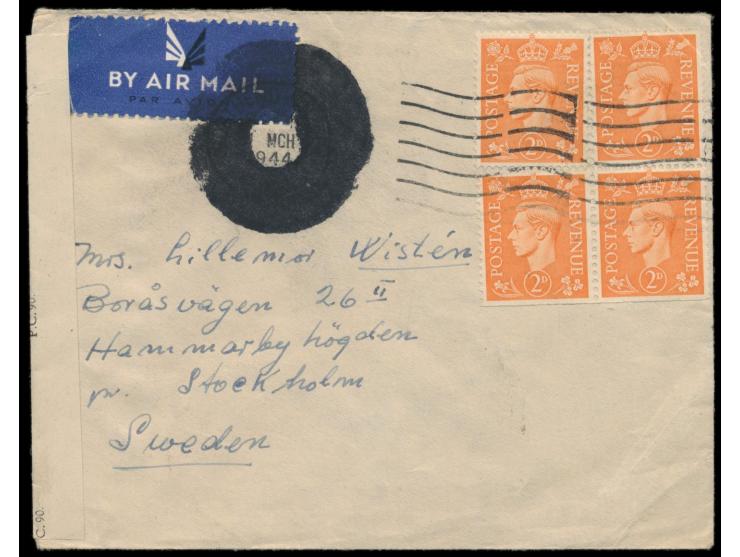 BY AIR MAIL
PAR AVION
MCH
944
POSTAGE REVENUE 2D
POSTAGE REVENUE 2D
POSTAGE REVENUE 2D
POSTAGE REVENUE 2D
Mrs. Lillemor Wistén
Boråsvägen 26 II
Hammarbyhögden
pr. Stockholm
Sweden
P.C. 90.
C. 90.